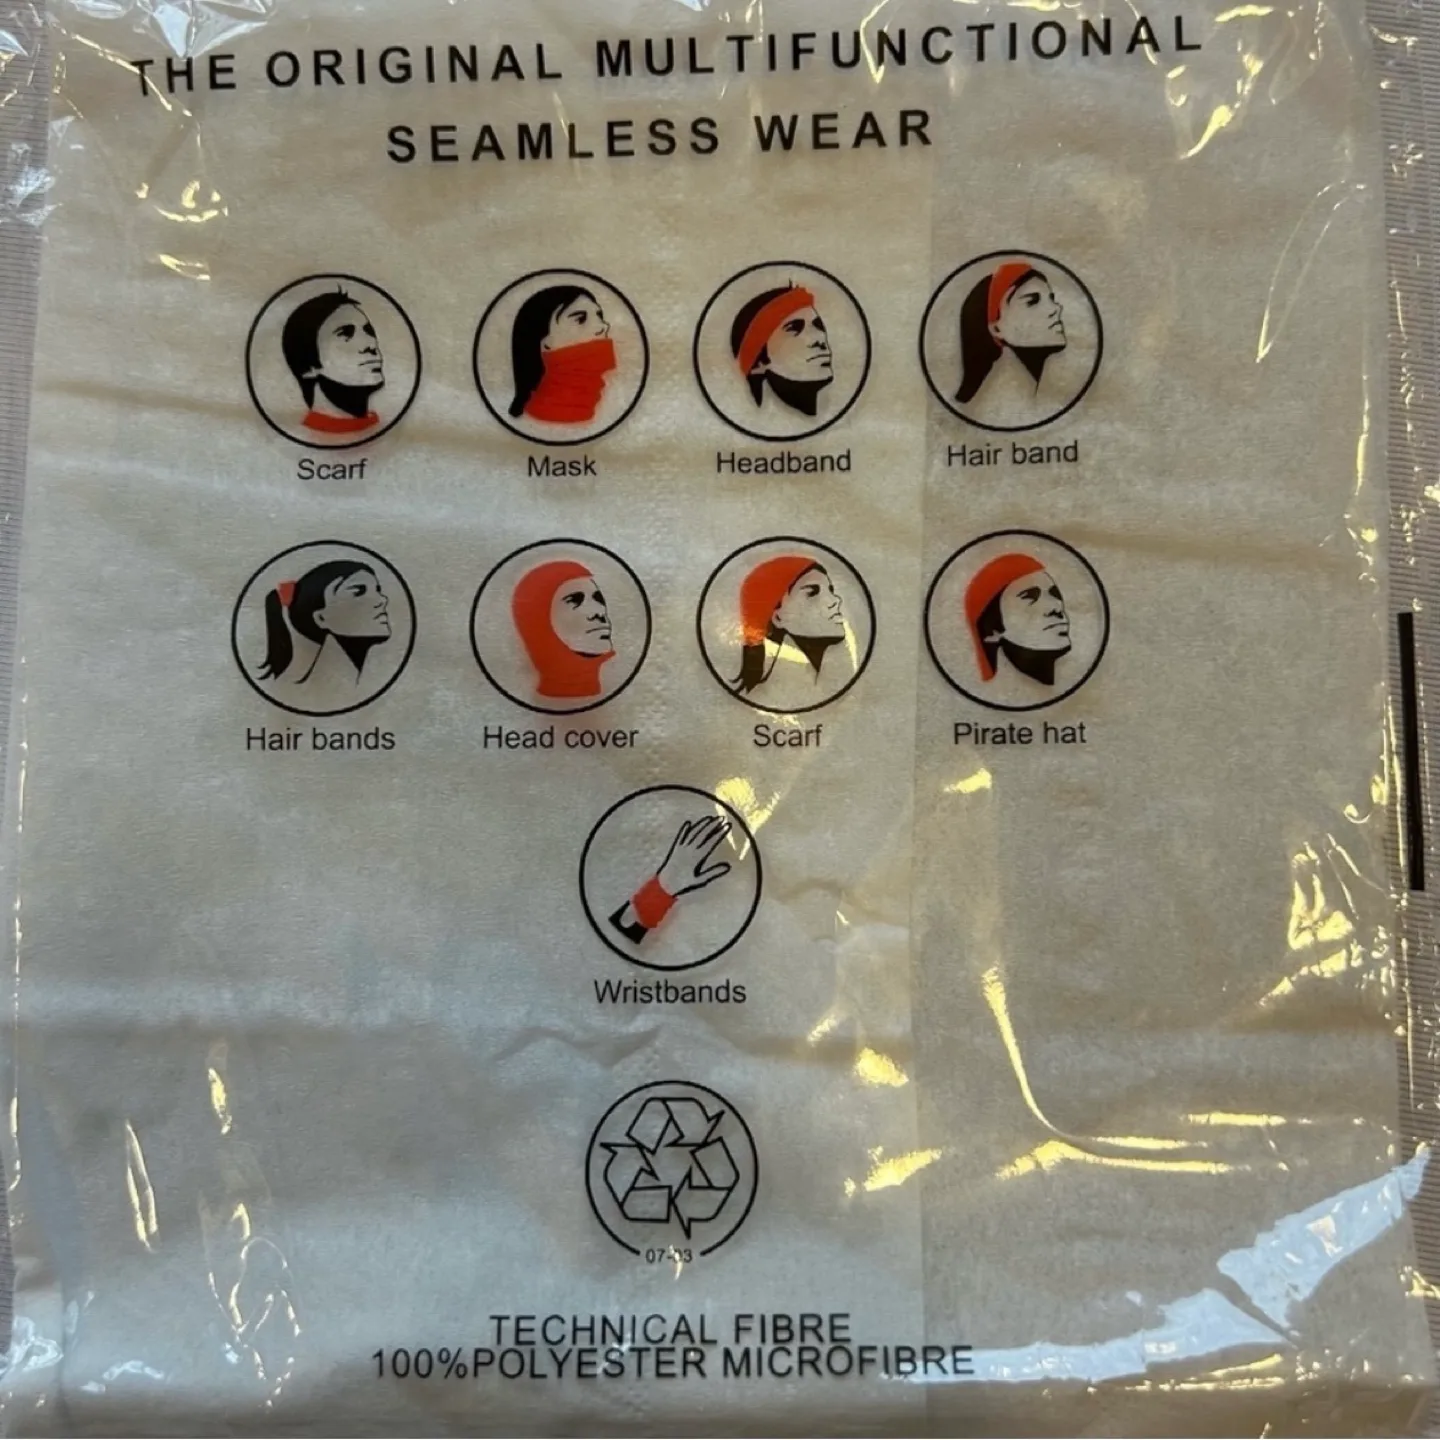 THE ORIGINAL MULTIFUNCTIONAL
SEAMLESS WEAR
Scarf
Mask
Headband
Hair band
Hair bands
Head cover
Scarf
Pirate hat
Wristbands
07-03
TECHNICAL FIBRE
100%POLYESTER MICROFIBRE